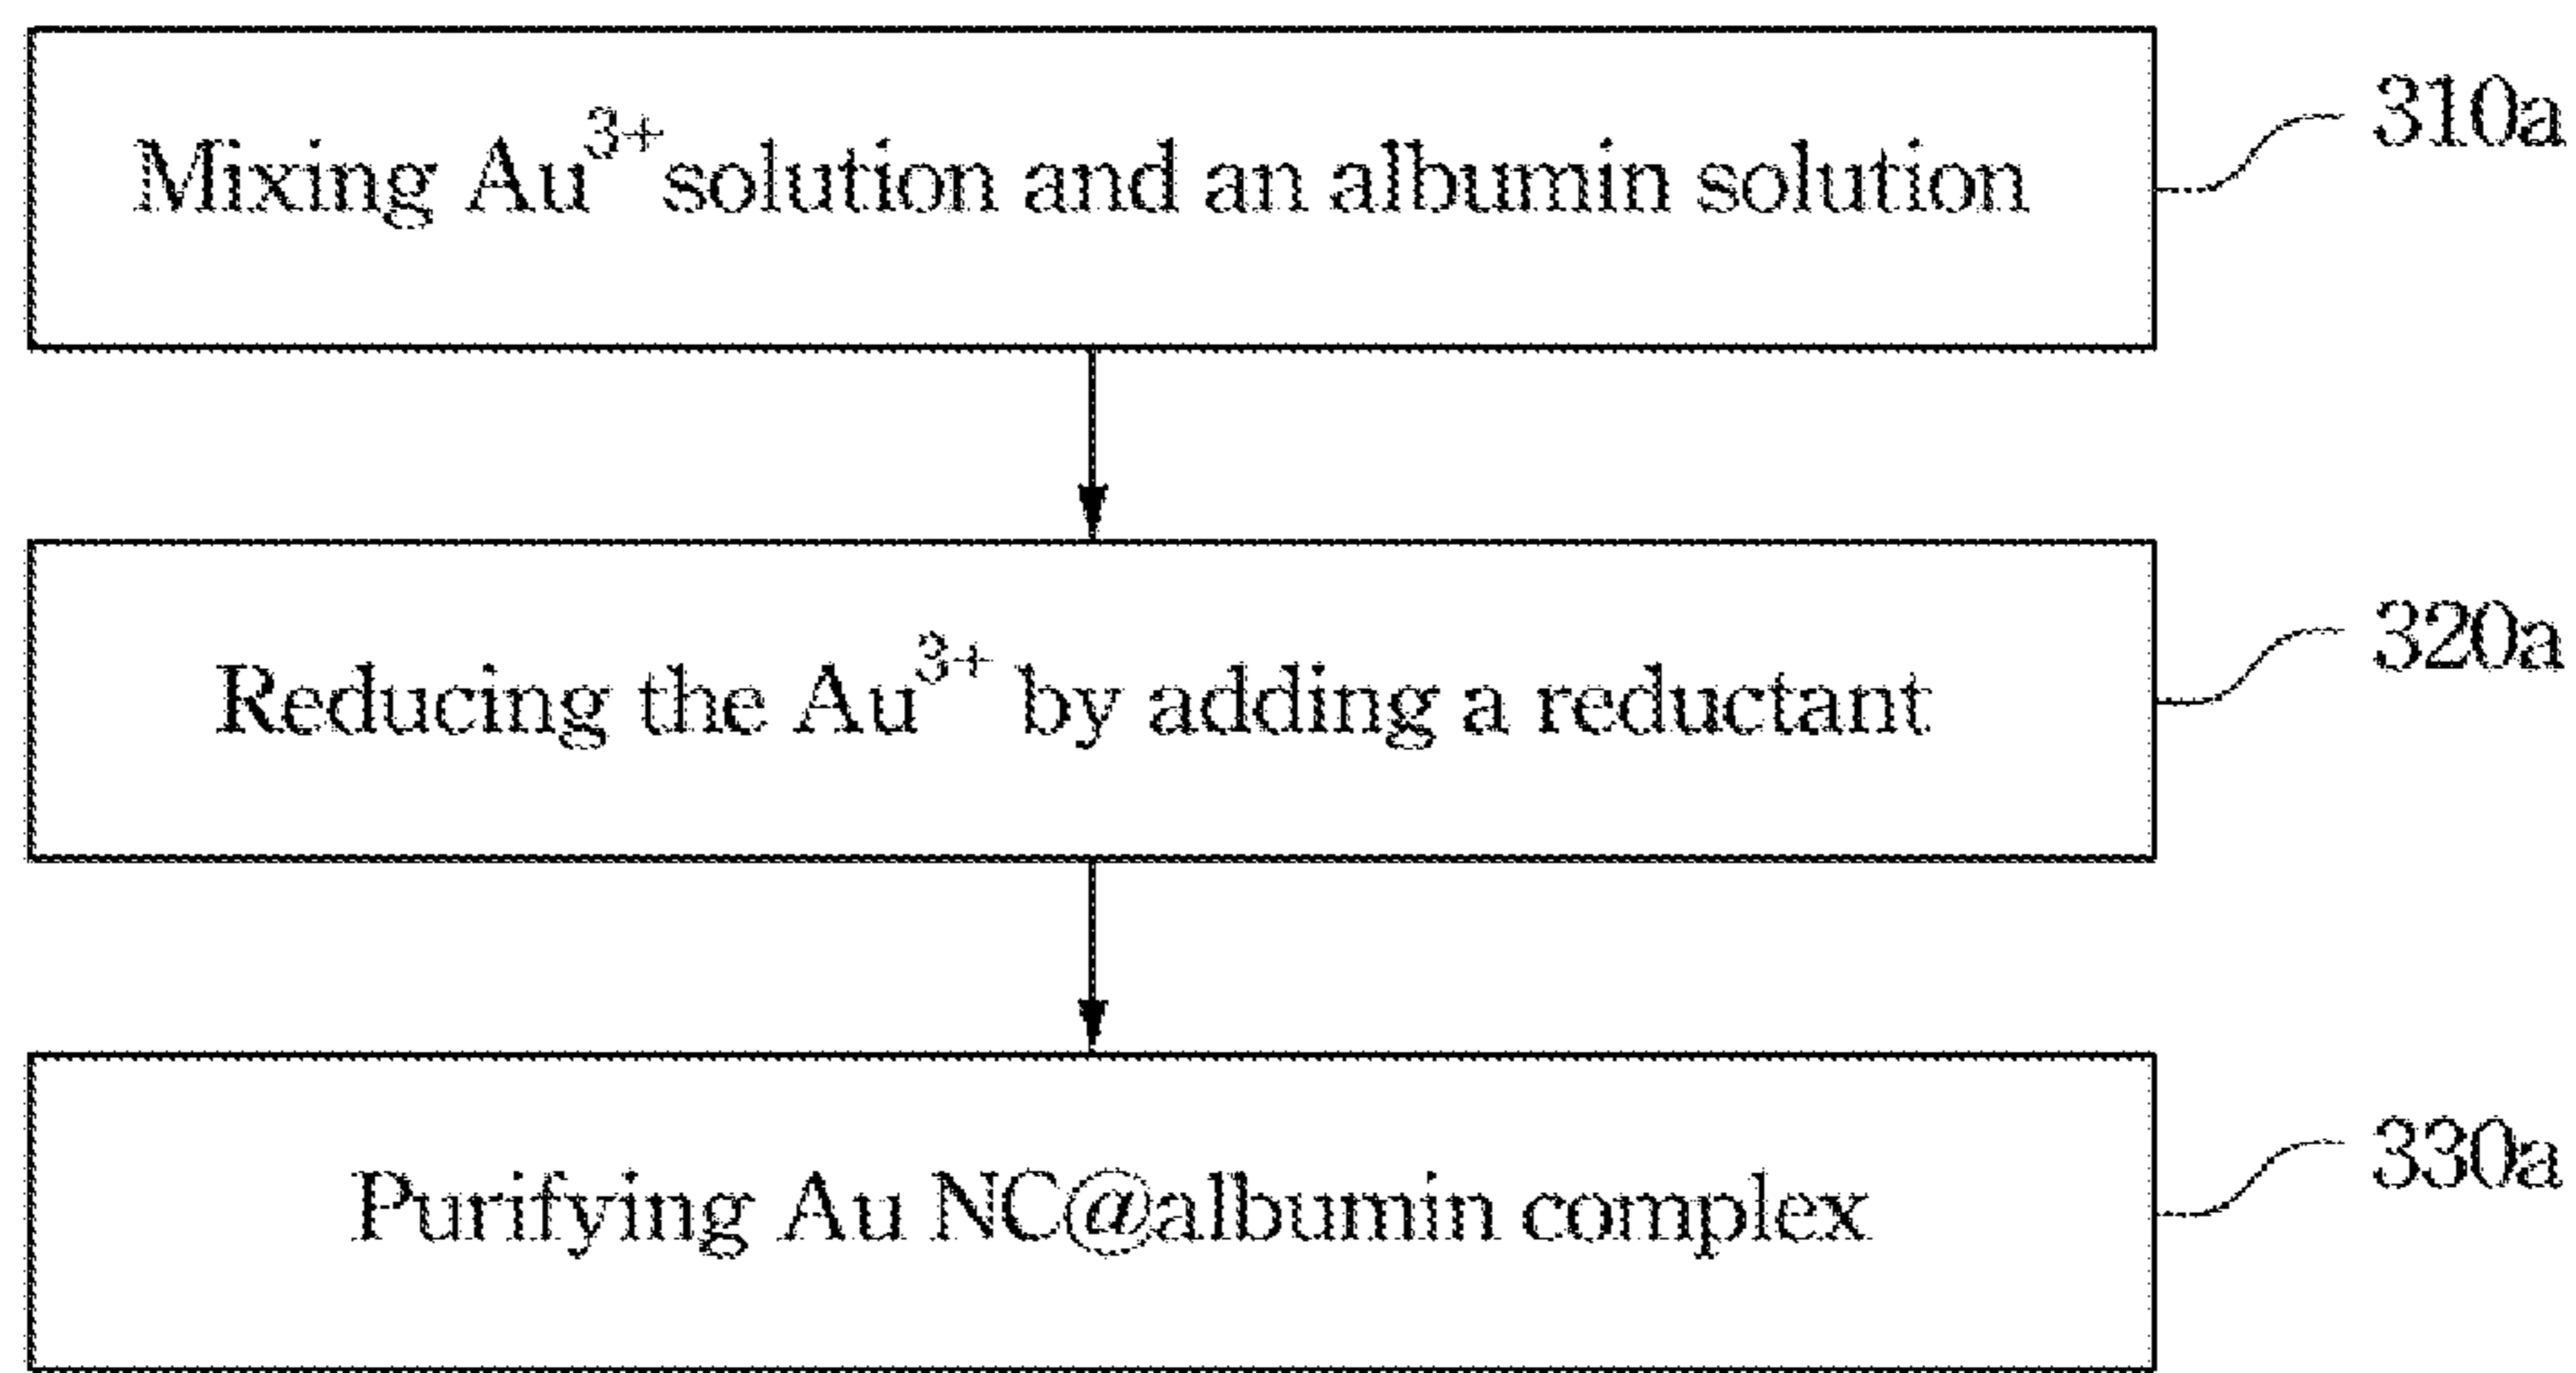 Mixing Au³⁺ solution and an albumin solution
310a
Reducing the Au³⁺ by adding a reductant
320a
Purifying Au NC@albumin complex
330a